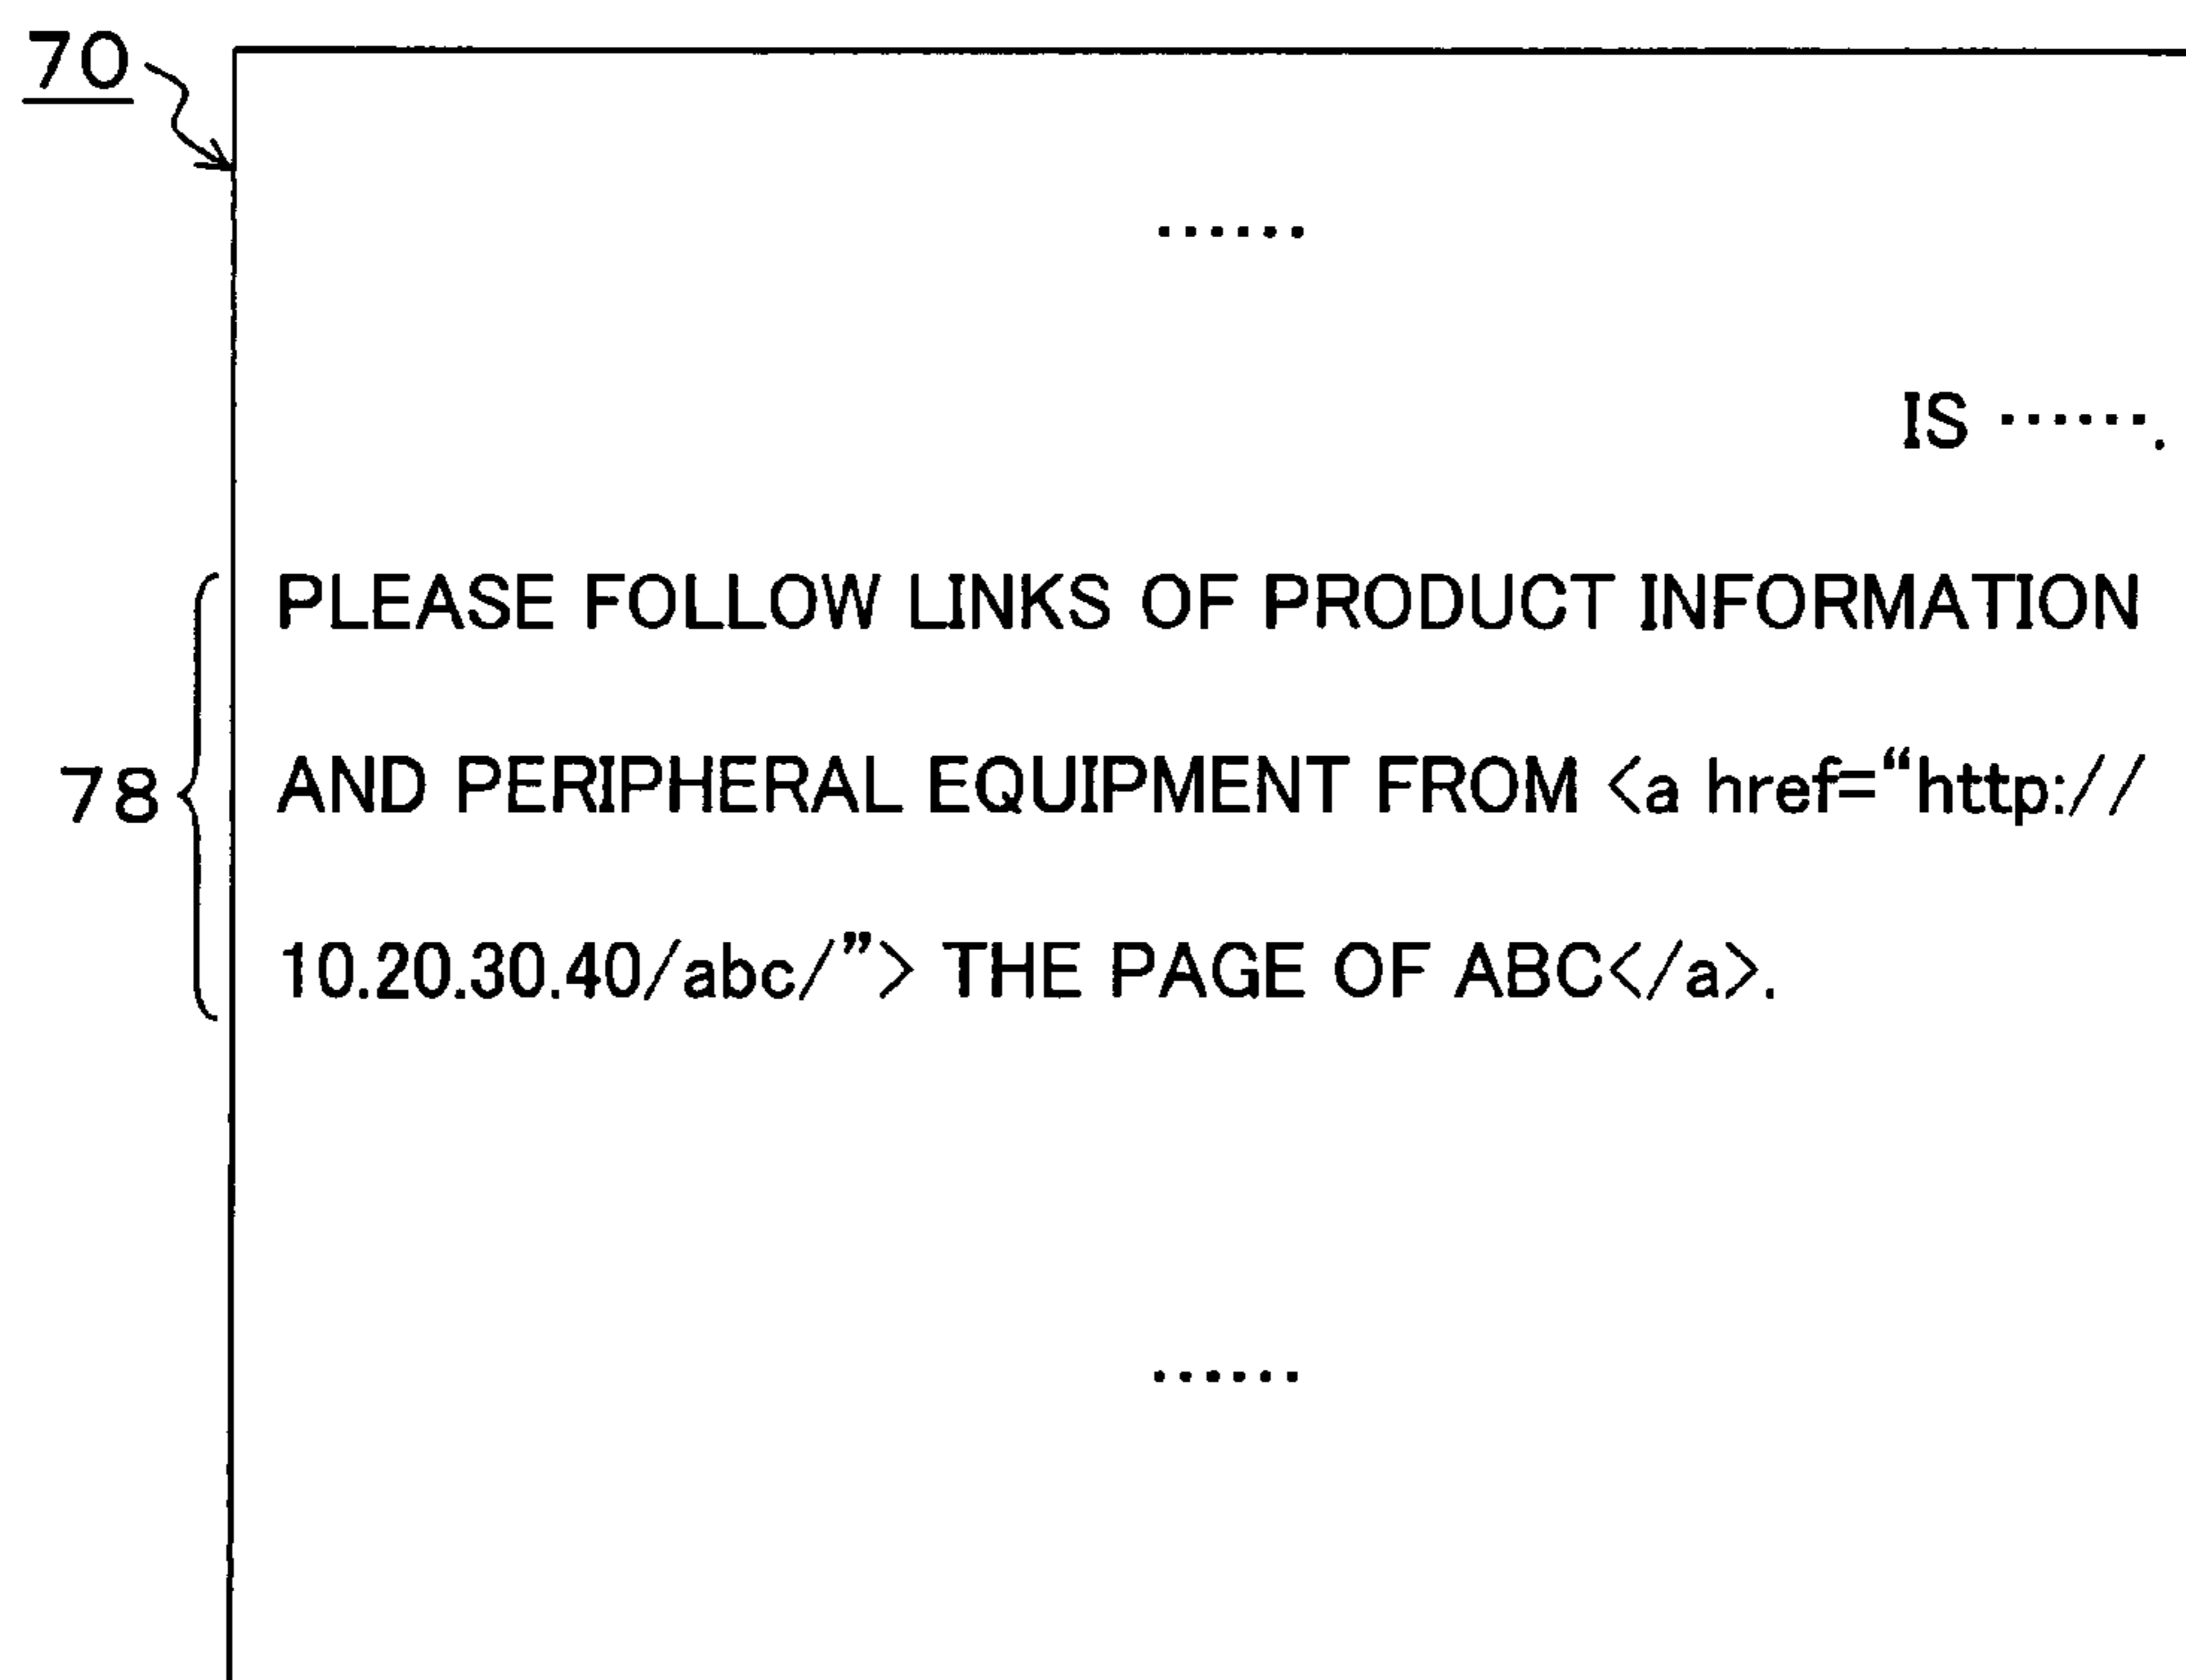 70
······
IS ······.
PLEASE FOLLOW LINKS OF PRODUCT INFORMATION
78
AND PERIPHERAL EQUIPMENT FROM <a href=“http://
10.20.30.40/abc/”> THE PAGE OF ABC</a>.
······